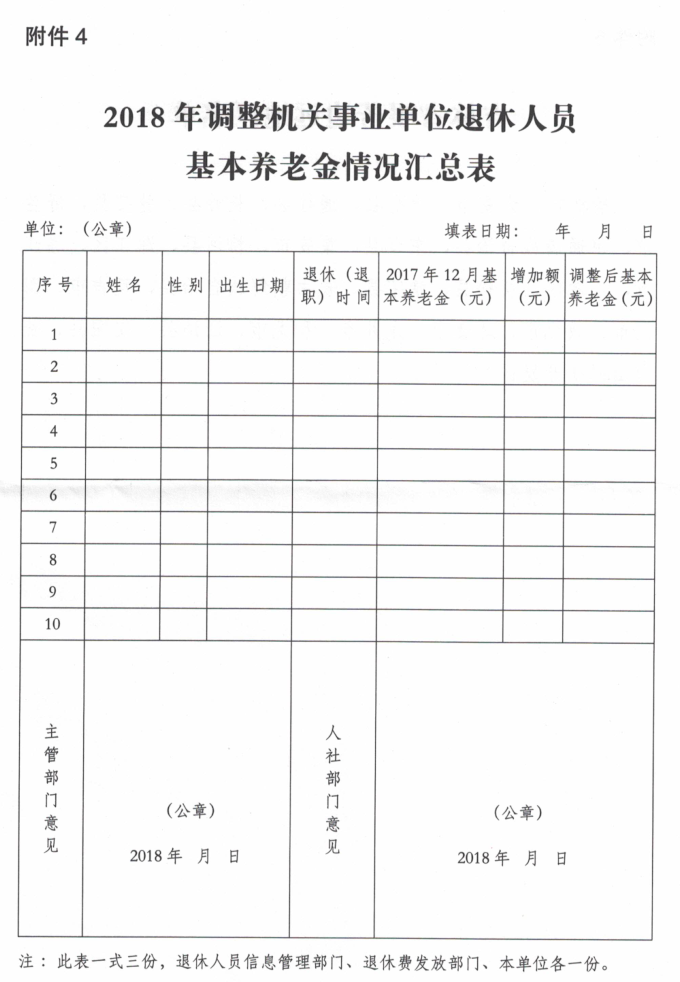 附件 4
2018 年调整机关事业单位退休人员
基本养老金情况汇总表
单位：（公章） 填表日期： 年 月 日
序号 姓名 性别 出生日期 退休（退职）时间 2017 年 12 月基本养老金（元） 增加额（元） 调整后基本养老金（元）
1
2
3
4
5
6
7
8
9
10
主管部门意见
（公章）
2018 年 月 日
人社部门意见
（公章）
2018 年 月 日
注：此表一式三份，退休人员信息管理部门、退休费发放部门、本单位各一份。